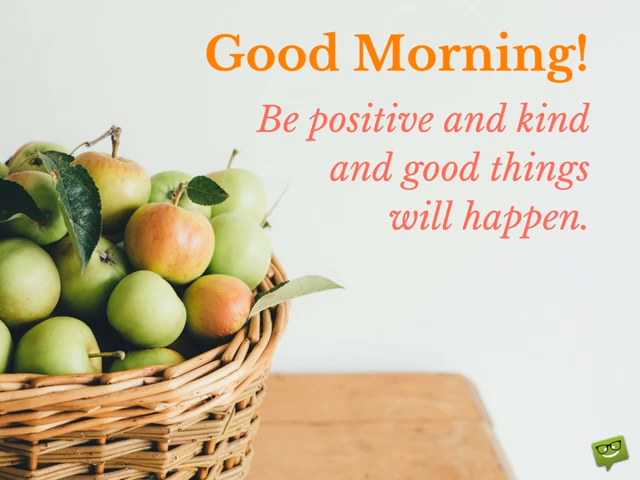 Good Morning!
Be positive and kind
and good things
will happen.